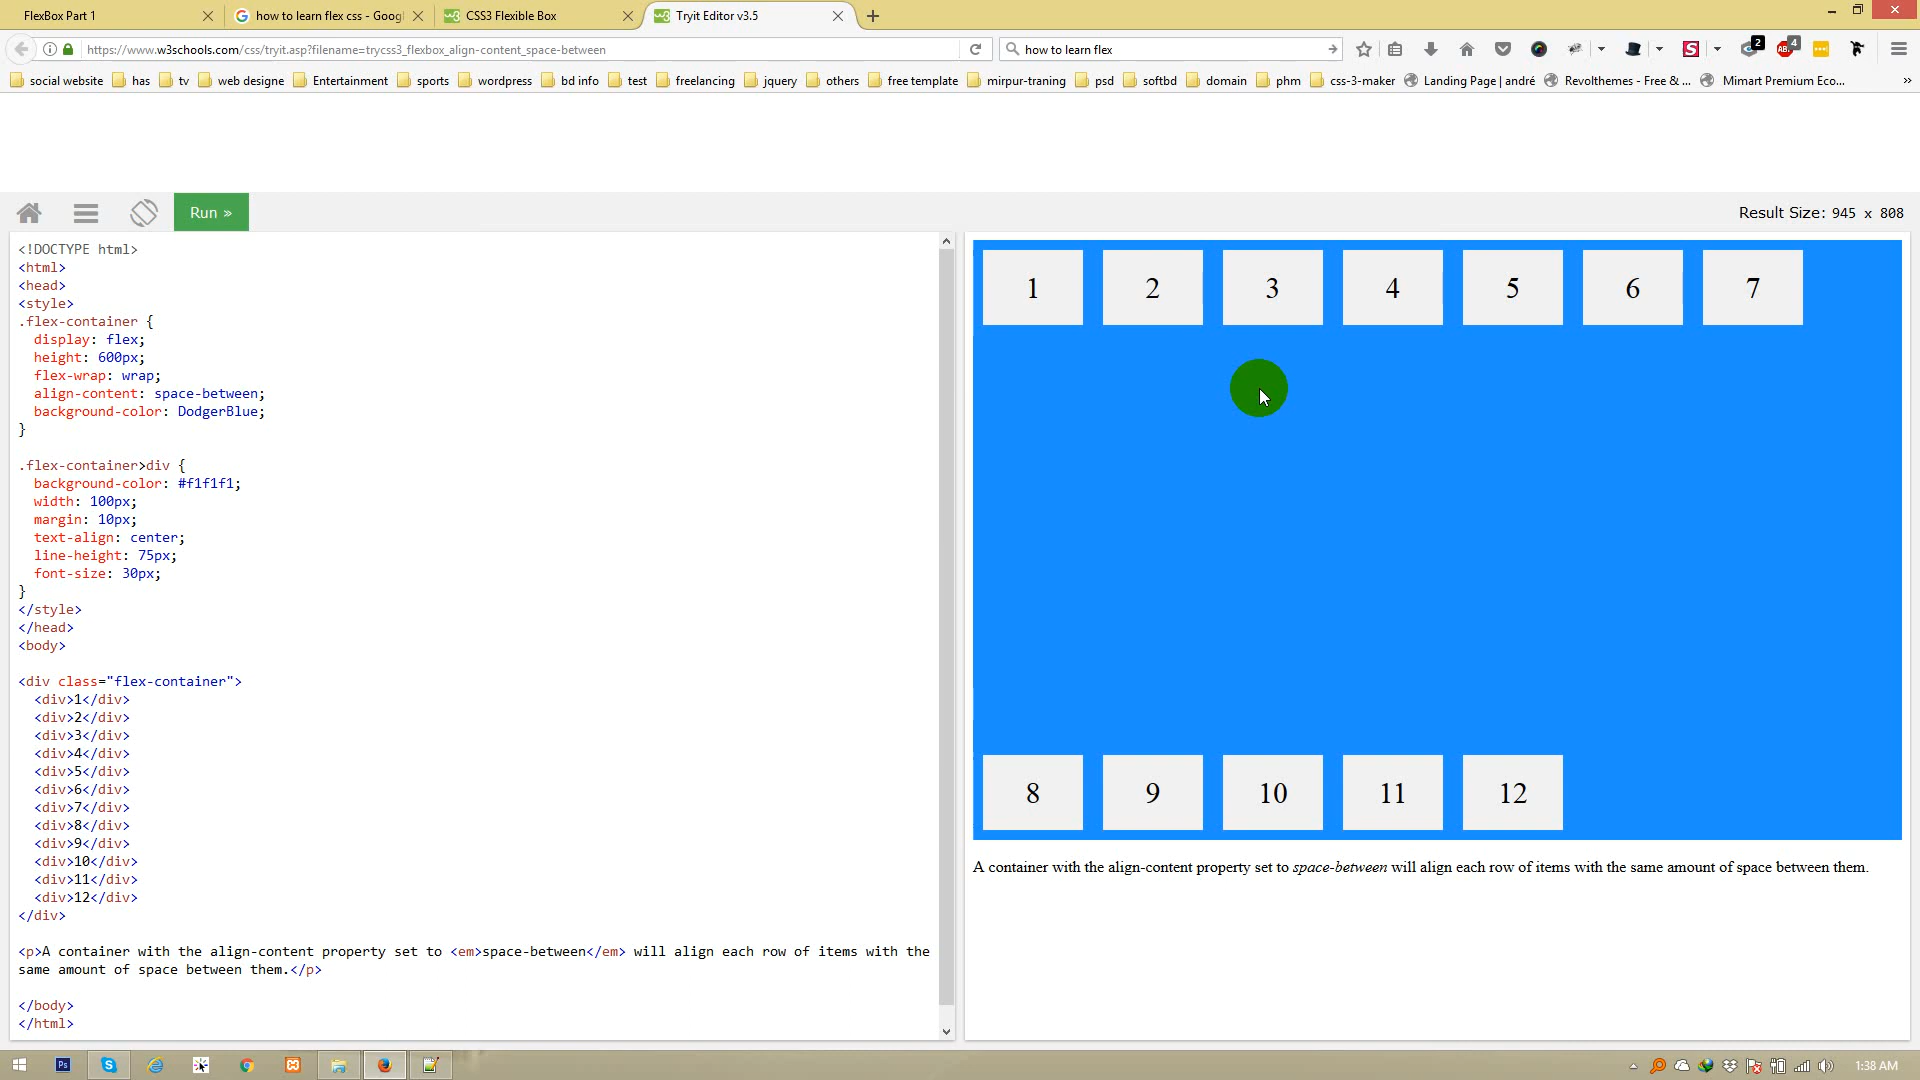 FlexBox Part 1
how to learn flex css - Googl
CSS3 Flexible Box
Tryit Editor v3.5
https://www.w3schools.com/css/tryit.asp?filename=trycss3_flexbox_align-content_space-between
how to learn flex
2
4
social website
has
tv
web designe
Entertainment
sports
wordpress
bd info
test
freelancing
jquery
others
free template
mirpur-traning
psd
softbd
domain
phm
css-3-maker
Landing Page | andré
Revolthemes - Free & ...
Mimart Premium Eco...
Run »
Result Size: 945 x 808
<!DOCTYPE html>
<html>
<head>
<style>
.flex-container {
  display: flex;
  height: 600px;
  flex-wrap: wrap;
  align-content: space-between;
  background-color: DodgerBlue;
}
.flex-container>div {
  background-color: #f1f1f1;
  width: 100px;
  margin: 10px;
  text-align: center;
  line-height: 75px;
  font-size: 30px;
}
</style>
</head>
<body>
<div class="flex-container">
  <div>1</div>
  <div>2</div>
  <div>3</div>
  <div>4</div>
  <div>5</div>
  <div>6</div>
  <div>7</div>
  <div>8</div>
  <div>9</div>
  <div>10</div>
  <div>11</div>
  <div>12</div>
</div>
<p>A container with the align-content property set to <em>space-between</em> will align each row of items with the
same amount of space between them.</p>
</body>
</html>
1 2 3 4 5 6 7
8 9 10 11 12
A container with the align-content property set to space-between will align each row of items with the same amount of space between them.
1:38 AM